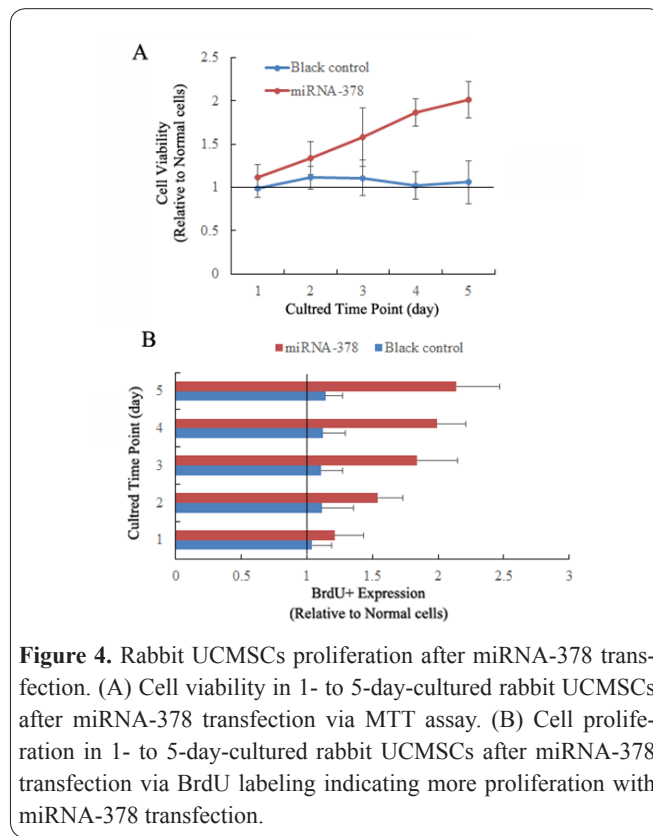 A
2.5
2
1.5
1
0.5
0
Black control
miRNA-378
Cell Viability
(Relative to Normal cells)
1 2 3 4 5
Cultred Time Point (day)
B
miRNA-378 Black control
Cultred Time Point (day)
5
4
3
2
1
0 0.5 1 1.5 2 2.5 3
BrdU+ Expression
(Relative to Normal cells)
Figure 4. Rabbit UCMSCs proliferation after miRNA-378 trans-
fection. (A) Cell viability in 1- to 5-day-cultured rabbit UCMSCs
after miRNA-378 transfection via MTT assay. (B) Cell prolife-
ration in 1- to 5-day-cultured rabbit UCMSCs after miRNA-378
transfection via BrdU labeling indicating more proliferation with
miRNA-378 transfection.